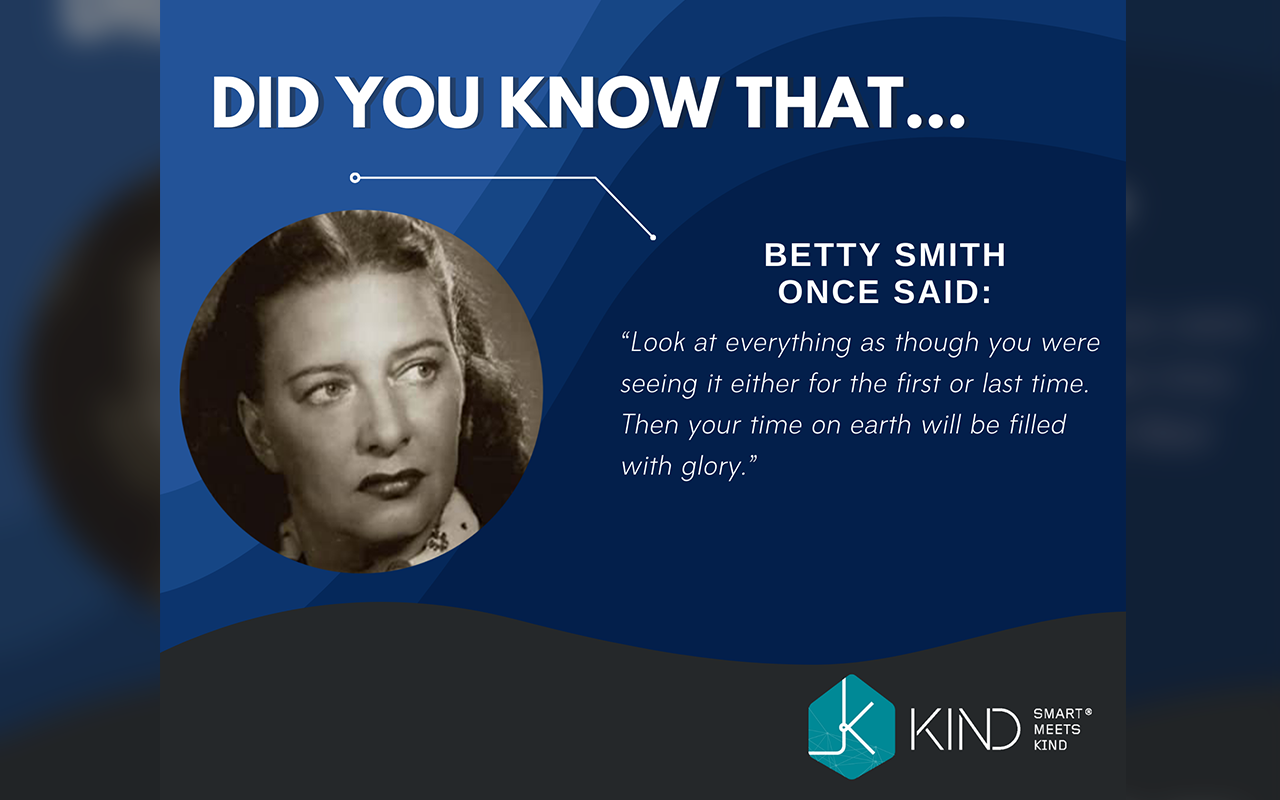 DID YOU KNOW THAT...
BETTY SMITH
ONCE SAID:
“Look at everything as though you were
seeing it either for the first or last time.
Then your time on earth will be filled
with glory.”
KIND
SMART®
MEETS
KIND